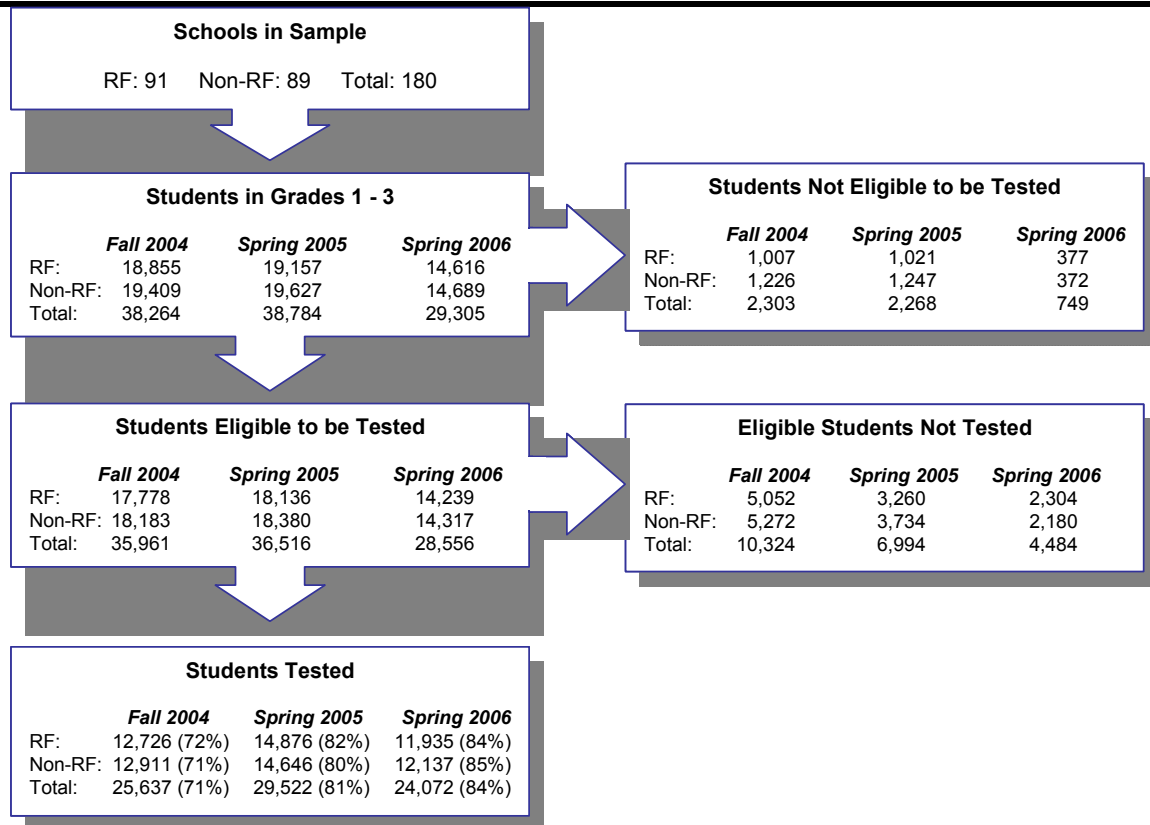 Schools in Sample
RF: 91 Non-RF: 89 Total: 180
Students in Grades 1 - 3
Fall 2004 Spring 2005 Spring 2006
RF: 18,855 19,157 14,616
Non-RF: 19,409 19,627 14,689
Total: 38,264 38,784 29,305
Students Not Eligible to be Tested
Fall 2004 Spring 2005 Spring 2006
RF: 1,007 1,021 377
Non-RF: 1,226 1,247 372
Total: 2,303 2,268 749
Students Eligible to be Tested
Fall 2004 Spring 2005 Spring 2006
RF: 17,778 18,136 14,239
Non-RF: 18,183 18,380 14,317
Total: 35,961 36,516 28,556
Eligible Students Not Tested
Fall 2004 Spring 2005 Spring 2006
RF: 5,052 3,260 2,304
Non-RF: 5,272 3,734 2,180
Total: 10,324 6,994 4,484
Students Tested
Fall 2004 Spring 2005 Spring 2006
RF: 12,726 (72%) 14,876 (82%) 11,935 (84%)
Non-RF: 12,911 (71%) 14,646 (80%) 12,137 (85%)
Total: 25,637 (71%) 29,522 (81%) 24,072 (84%)